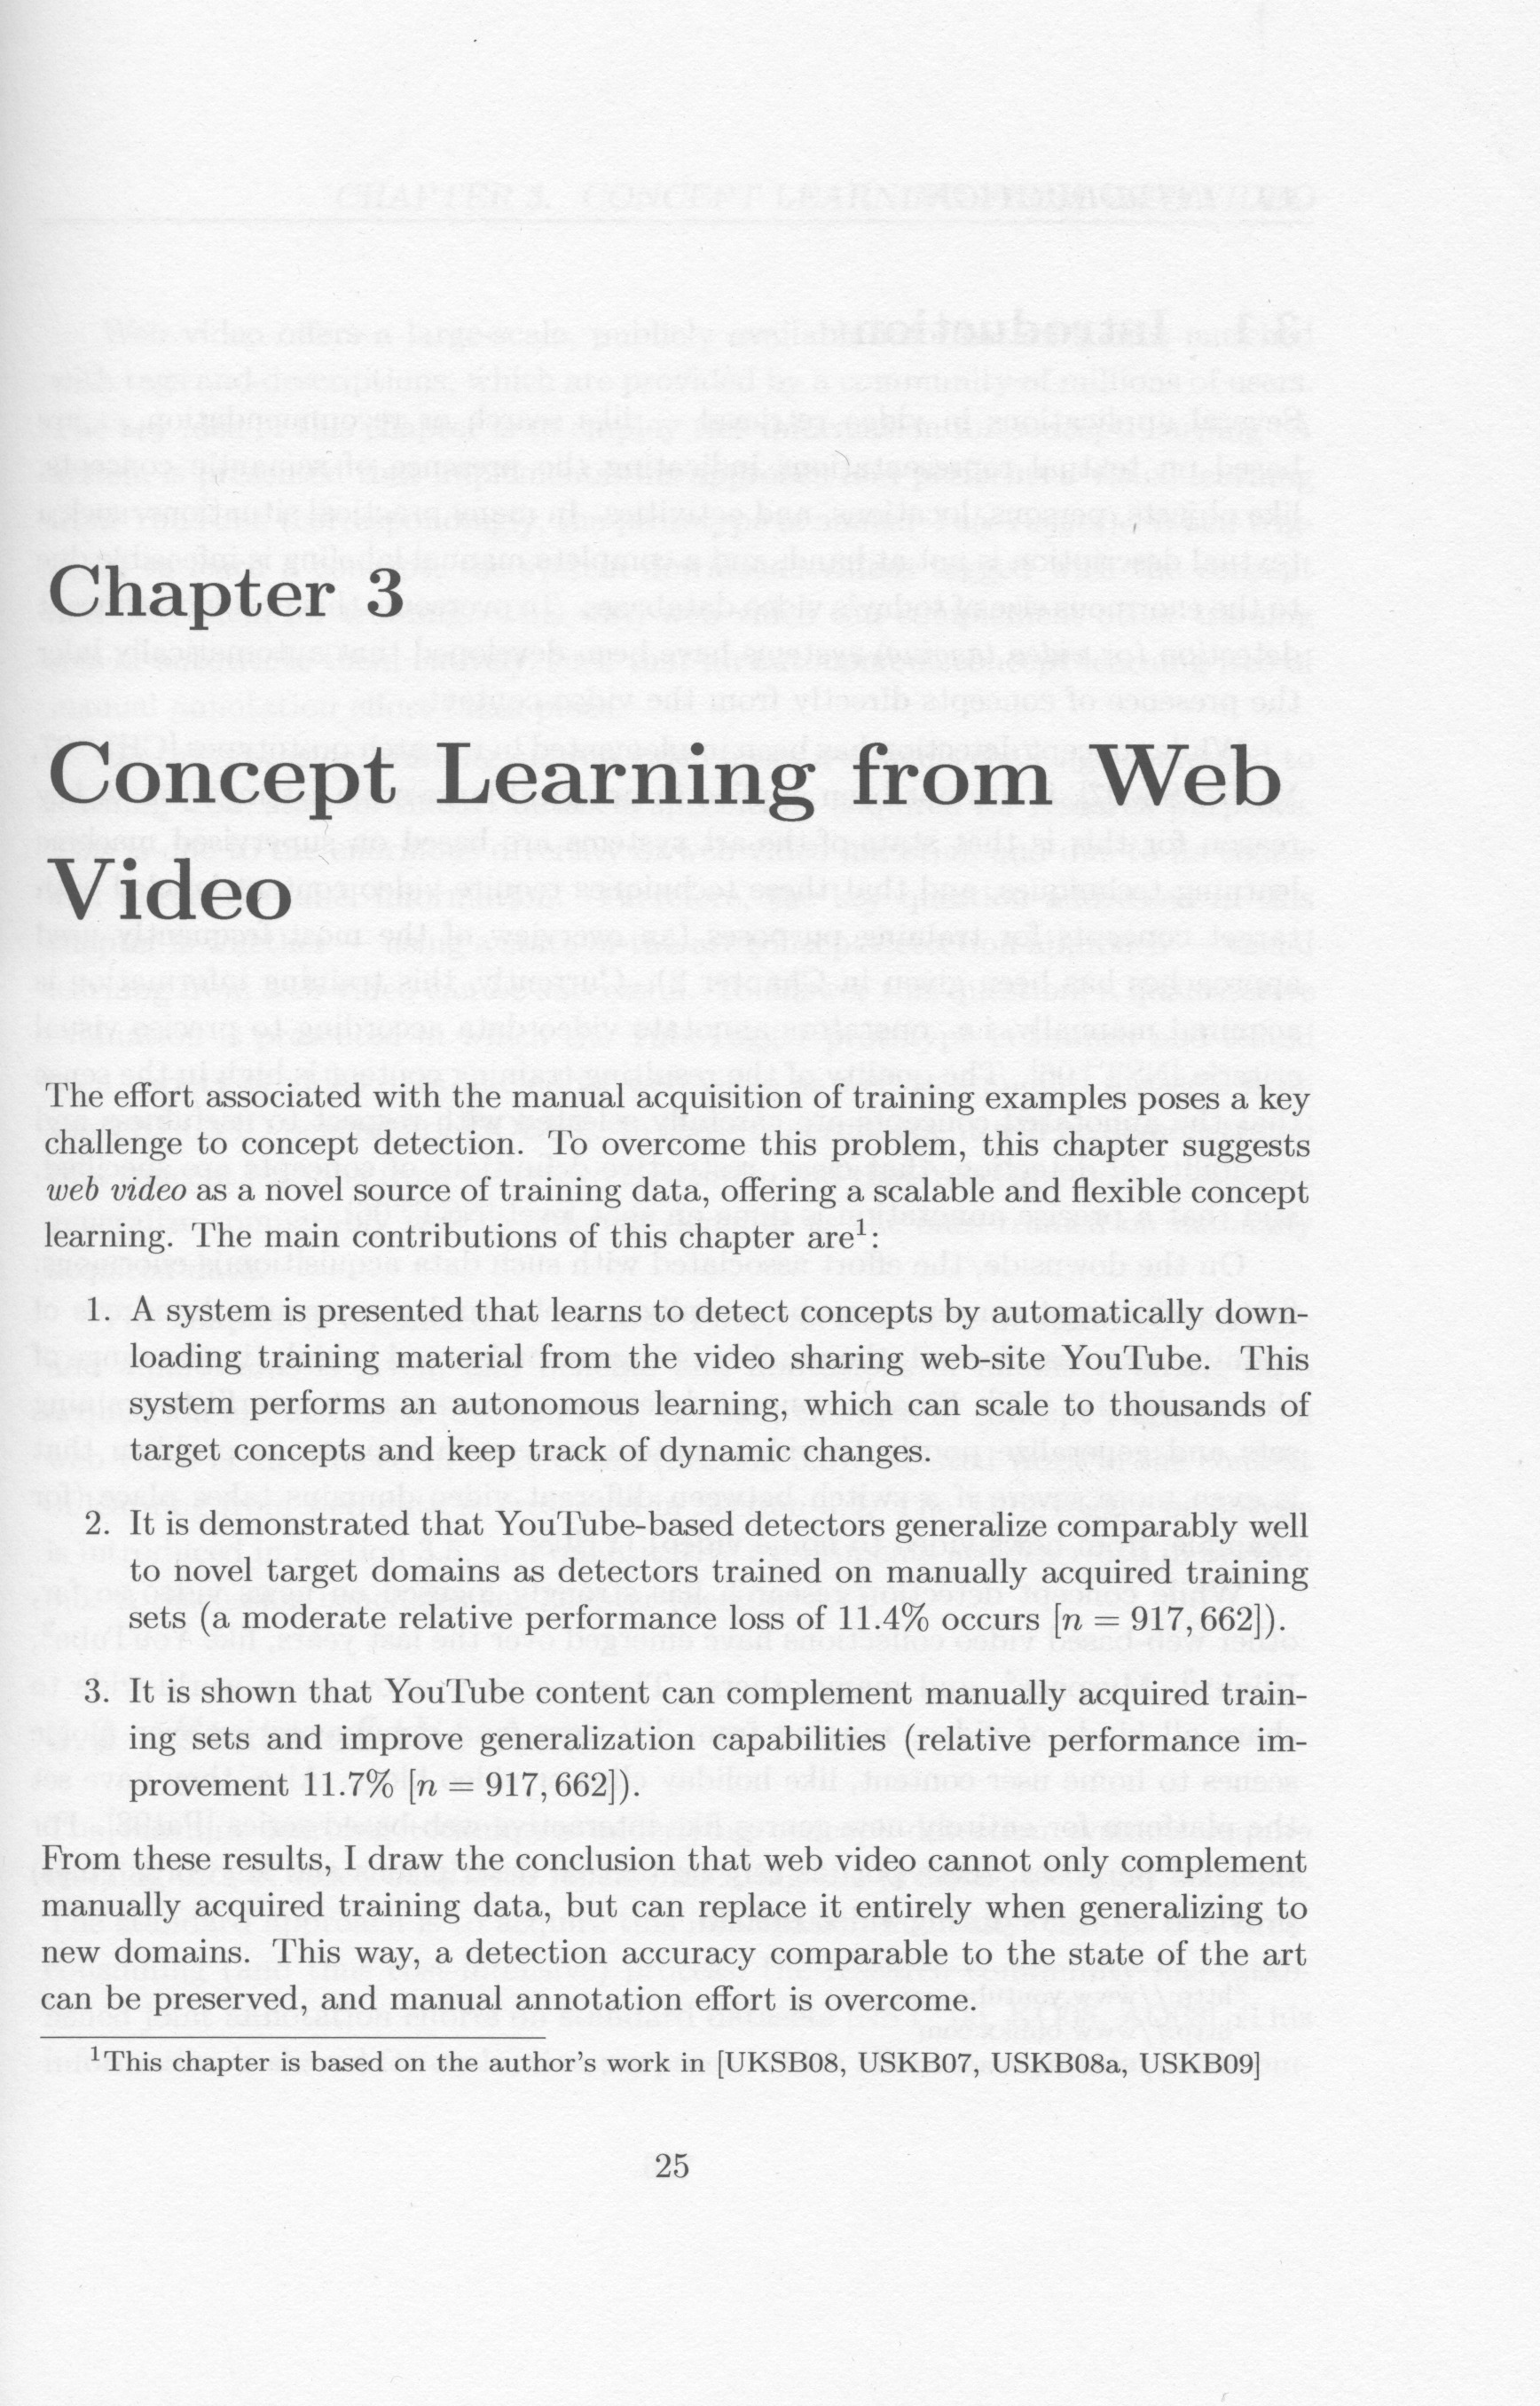 Chapter 3
Concept Learning from Web
Video
The effort associated with the manual acquisition of training examples poses a key
challenge to concept detection. To overcome this problem, this chapter suggests
web video as a novel source of training data, offering a scalable and flexible concept
learning. The main contributions of this chapter are¹:
1. A system is presented that learns to detect concepts by automatically down-
loading training material from the video sharing web-site YouTube. This
system performs an autonomous learning, which can scale to thousands of
target concepts and keep track of dynamic changes.
2. It is demonstrated that YouTube-based detectors generalize comparably well
to novel target domains as detectors trained on manually acquired training
sets (a moderate relative performance loss of 11.4% occurs [n = 917, 662]).
3. It is shown that YouTube content can complement manually acquired train-
ing sets and improve generalization capabilities (relative performance im-
provement 11.7% [n = 917, 662]).
From these results, I draw the conclusion that web video cannot only complement
manually acquired training data, but can replace it entirely when generalizing to
new domains. This way, a detection accuracy comparable to the state of the art
can be preserved, and manual annotation effort is overcome.
¹This chapter is based on the author's work in [UKSB08, USKB07, USKB08a, USKB09]
25